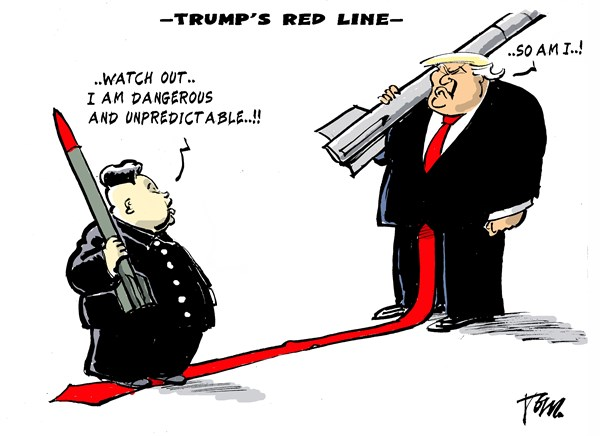 –TRUMP'S RED LINE–
..WATCH OUT..
I AM DANGEROUS
AND UNPREDICTABLE..!!
..SO AM I..!